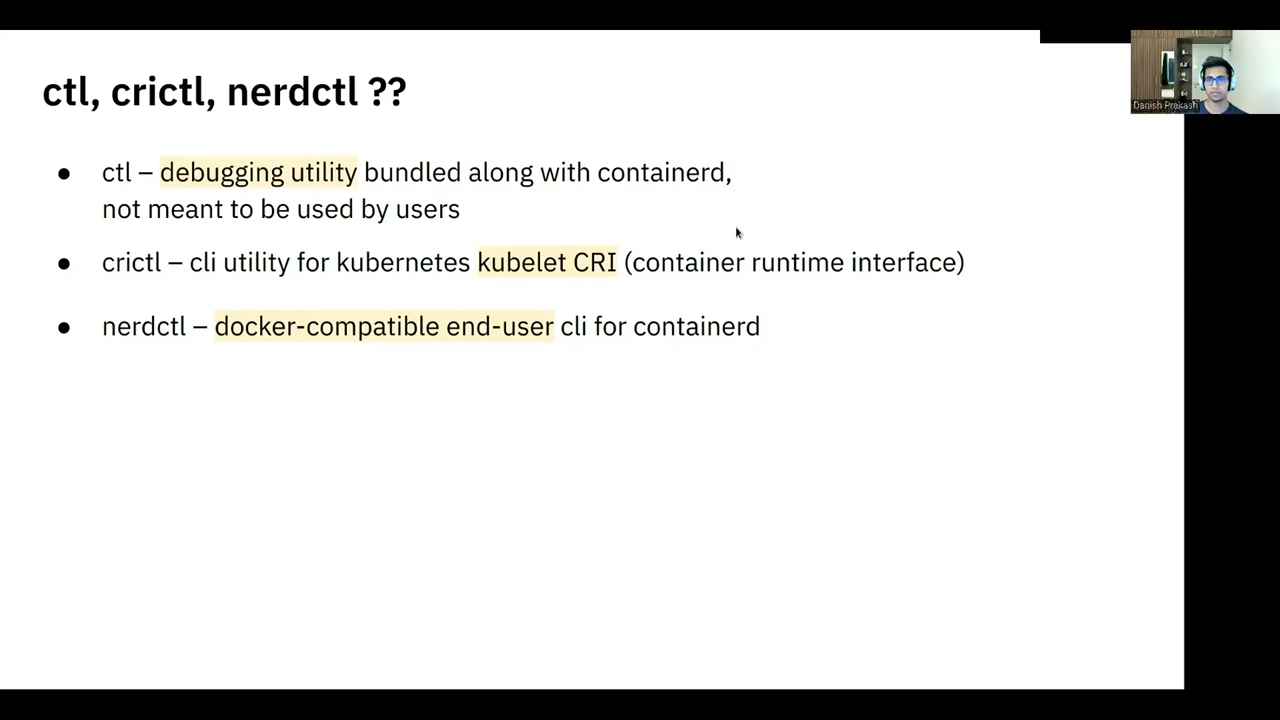 ctl, crictl, nerdctl ??
Danish Prakash
● ctl – debugging utility bundled along with containerd,
not meant to be used by users
● crictl – cli utility for kubernetes kubelet CRI (container runtime interface)
● nerdctl – docker-compatible end-user cli for containerd